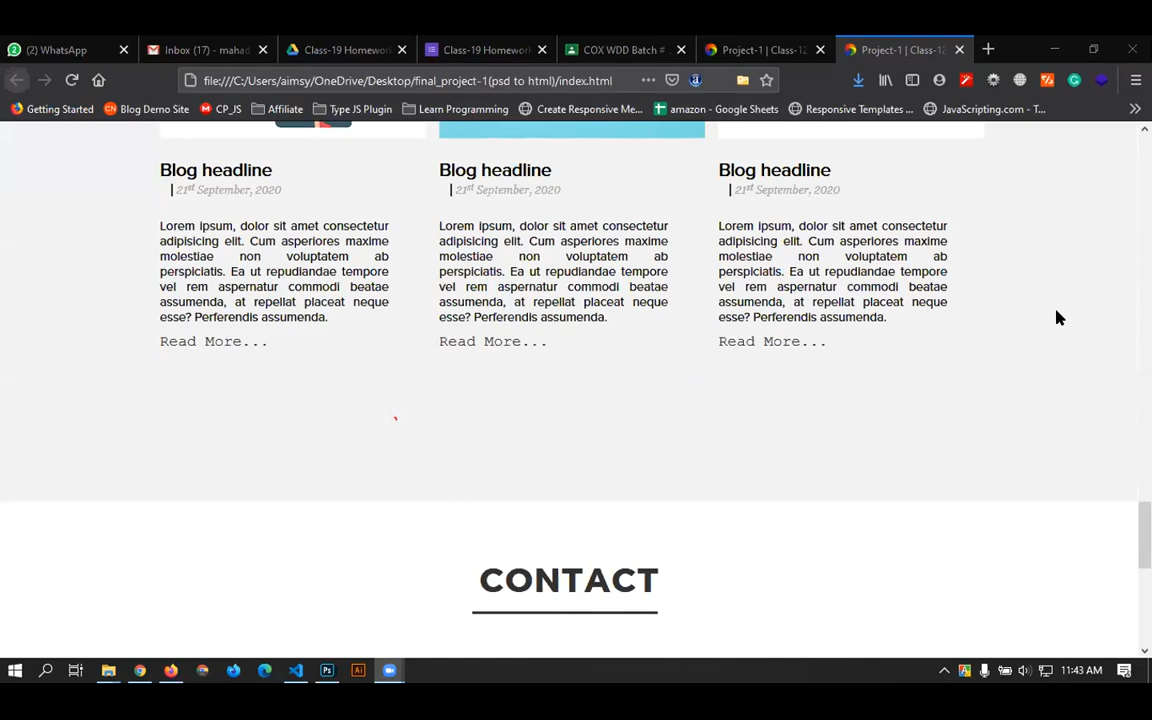 (2) WhatsApp
Inbox (17) - mahad
Class-19 Homework
Class-19 Homework
COX WDD Batch #
Project-1 | Class-12
Project-1 | Class-12
file:///C:/Users/aimsy/OneDrive/Desktop/final_project-1(psd to html)/index.html
Getting Started
CN Blog Demo Site
CP_JS
Affiliate
Type JS Plugin
Learn Programming
Create Responsive Me...
amazon - Google Sheets
Responsive Templates ...
JavaScripting.com - T...
Blog headline
21st September, 2020
Lorem ipsum, dolor sit amet consectetur
adipisicing elit. Cum asperiores maxime
molestiae non voluptatem ab
perspiciatis. Ea ut repudiandae tempore
vel rem aspernatur commodi beatae
assumenda, at repellat placeat neque
esse? Perferendis assumenda.
Read More...
Blog headline
21st September, 2020
Lorem ipsum, dolor sit amet consectetur
adipisicing elit. Cum asperiores maxime
molestiae non voluptatem ab
perspiciatis. Ea ut repudiandae tempore
vel rem aspernatur commodi beatae
assumenda, at repellat placeat neque
esse? Perferendis assumenda.
Read More...
Blog headline
21st September, 2020
Lorem ipsum, dolor sit amet consectetur
adipisicing elit. Cum asperiores maxime
molestiae non voluptatem ab
perspiciatis. Ea ut repudiandae tempore
vel rem aspernatur commodi beatae
assumenda, at repellat placeat neque
esse? Perferendis assumenda.
Read More...
CONTACT
Ps
Ai
11:43 AM